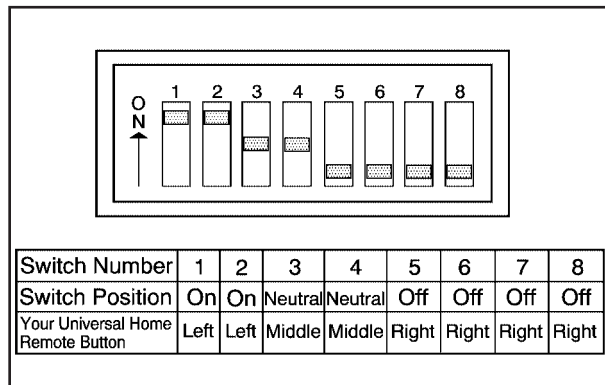 1 2 3 4 5 6 7 8
ON
Switch Number 1 2 3 4 5 6 7 8
Switch Position On On Neutral Neutral Off Off Off Off
Your Universal Home Remote Button Left Left Middle Middle Right Right Right Right